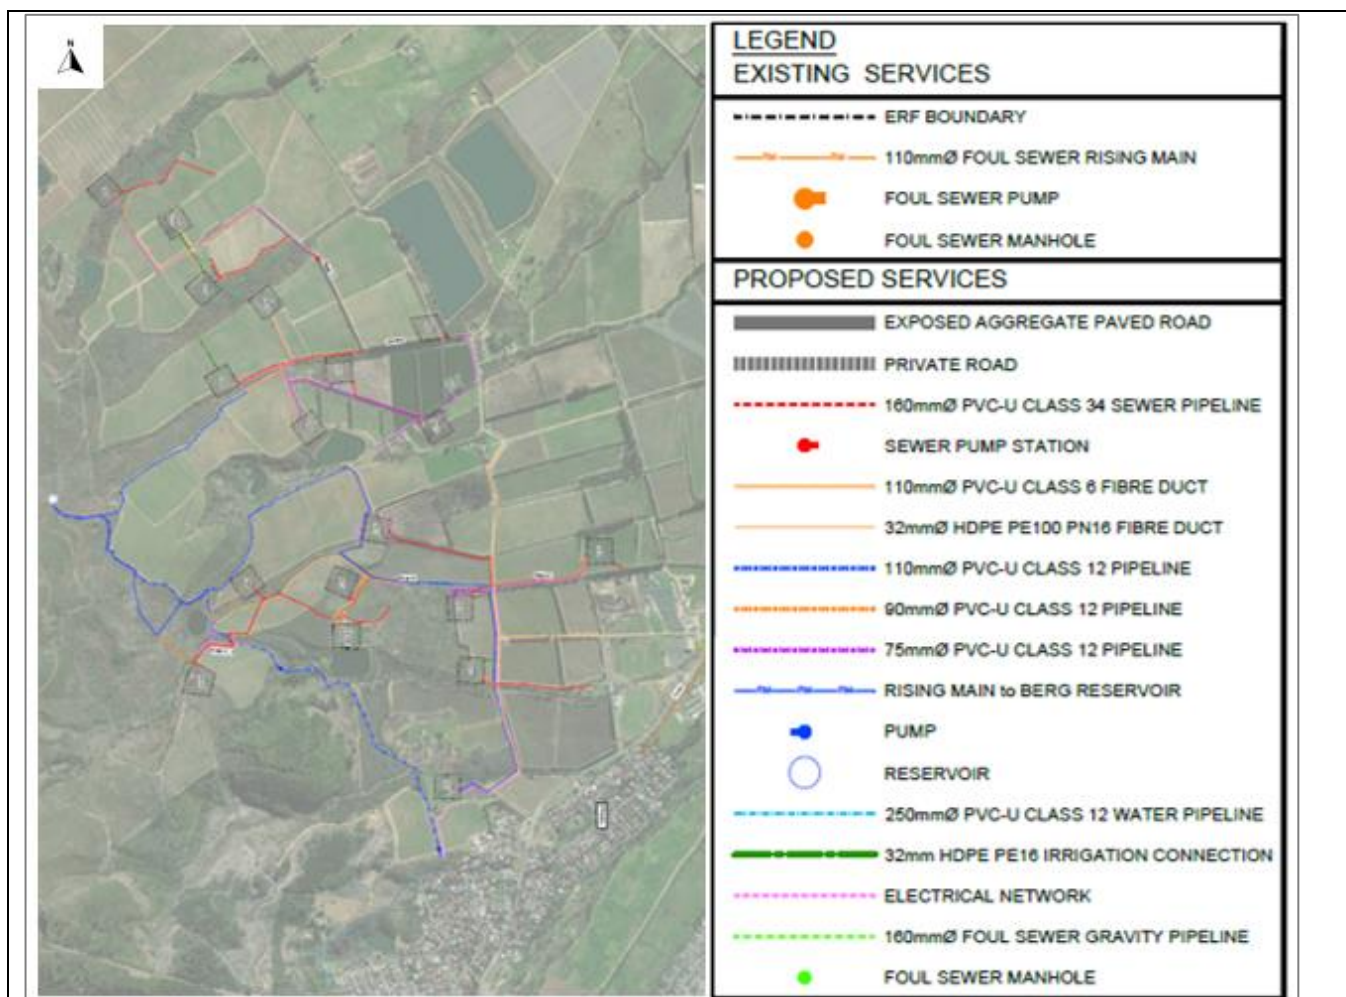 N
LEGEND
EXISTING SERVICES
ERF BOUNDARY
110mmØ FOUL SEWER RISING MAIN
FOUL SEWER PUMP
FOUL SEWER MANHOLE
PROPOSED SERVICES
EXPOSED AGGREGATE PAVED ROAD
PRIVATE ROAD
160mmØ PVC-U CLASS 34 SEWER PIPELINE
SEWER PUMP STATION
110mmØ PVC-U CLASS 6 FIBRE DUCT
32mmØ HDPE PE100 PN16 FIBRE DUCT
110mmØ PVC-U CLASS 12 PIPELINE
90mmØ PVC-U CLASS 12 PIPELINE
75mmØ PVC-U CLASS 12 PIPELINE
RISING MAIN to BERG RESERVOIR
PUMP
RESERVOIR
250mmØ PVC-U CLASS 12 WATER PIPELINE
32mm HDPE PE16 IRRIGATION CONNECTION
ELECTRICAL NETWORK
160mmØ FOUL SEWER GRAVITY PIPELINE
FOUL SEWER MANHOLE